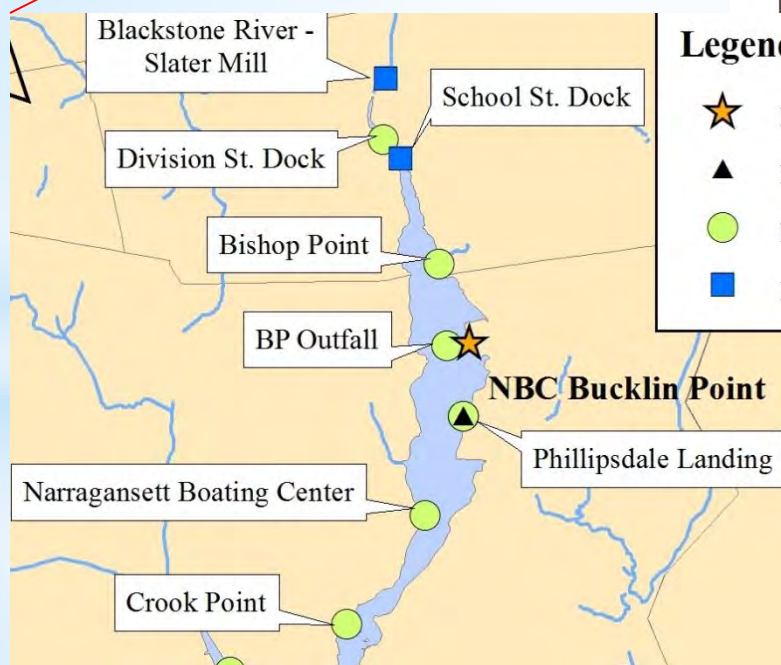 Blackstone River -
Slater Mill
School St. Dock
Division St. Dock
Bishop Point
BP Outfall
NBC Bucklin Point
Phillipsdale Landing
Narragansett Boating Center
Crook Point